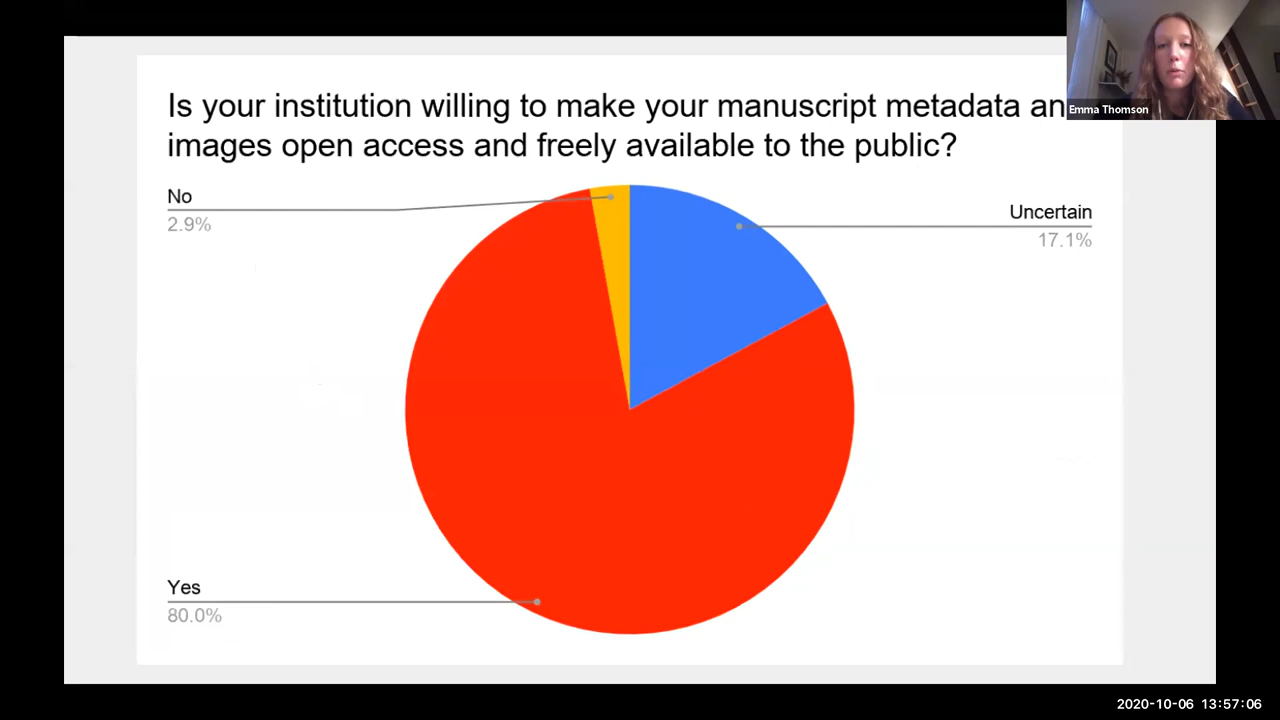 Is your institution willing to make your manuscript metadata an
images open access and freely available to the public?
No
2.9%
Uncertain
17.1%
Yes
80.0%
Emma Thomson
2020-10-06 13:57:06